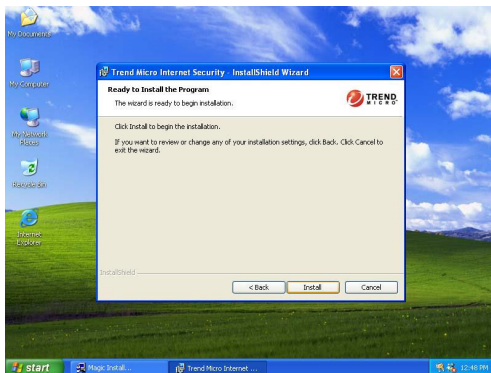 My Documents
My Computer
My Network
Places
Recycle Bin
Internet
Explorer
Trend Micro Internet Security - InstallShield Wizard
Ready to Install the Program
The wizard is ready to begin installation.
TREND
MICRO
Click Install to begin the installation.
If you want to review or change any of your installation settings, click Back. Click Cancel to
exit the wizard.
InstallShield
< Back
Install
Cancel
start
Magic Install...
Trend Micro Internet ...
12:48 PM